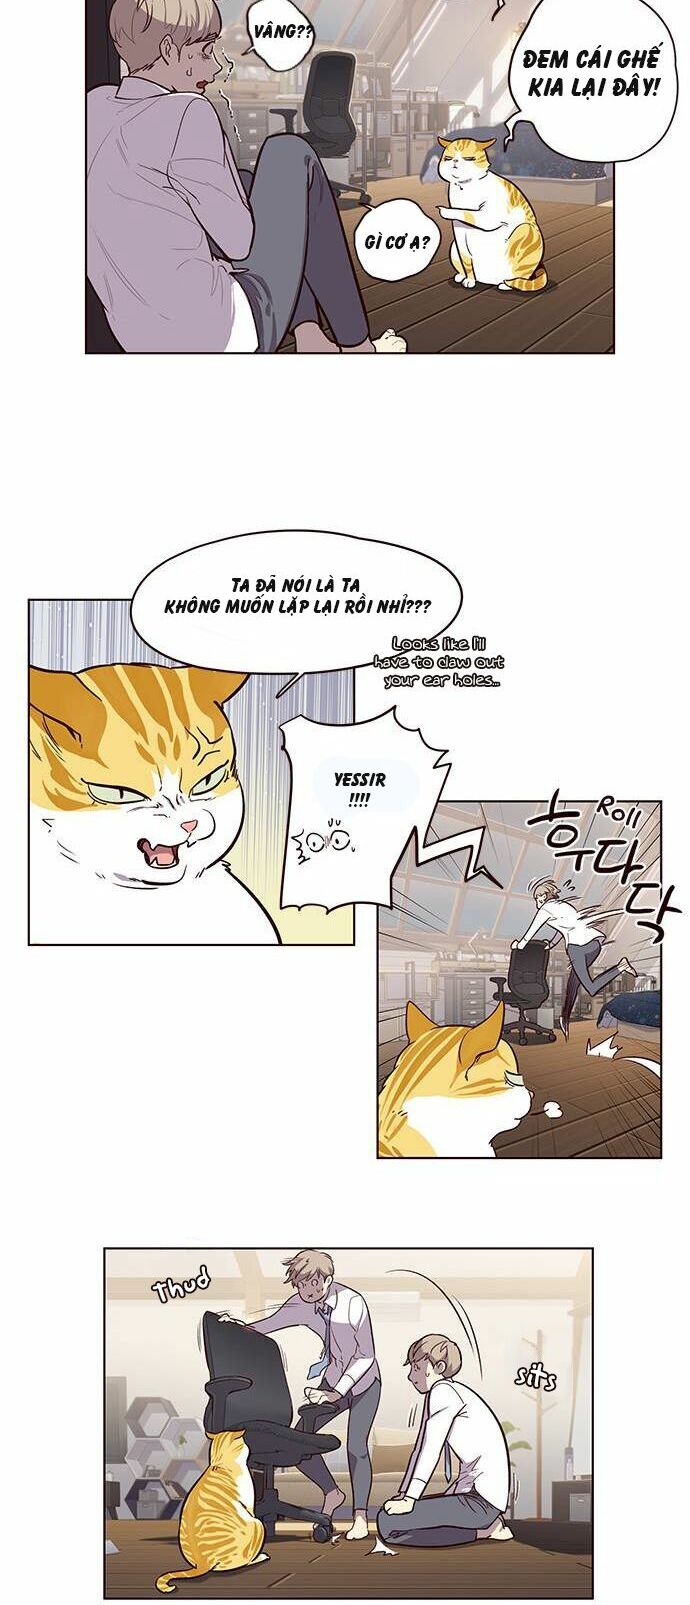 VÂNG??
ĐEM CÁI GHẾ
KIA LẠI ĐÂY!
GÌ CƠ Ạ?
TA ĐÃ NÓI LÀ TA
KHÔNG MUỐN LẶP LẠI RỒI NHỈ???
Looks like I'll
have to claw out
your ear holes...
YESSIR
!!!!
Roll
후다닥
Thud
sits